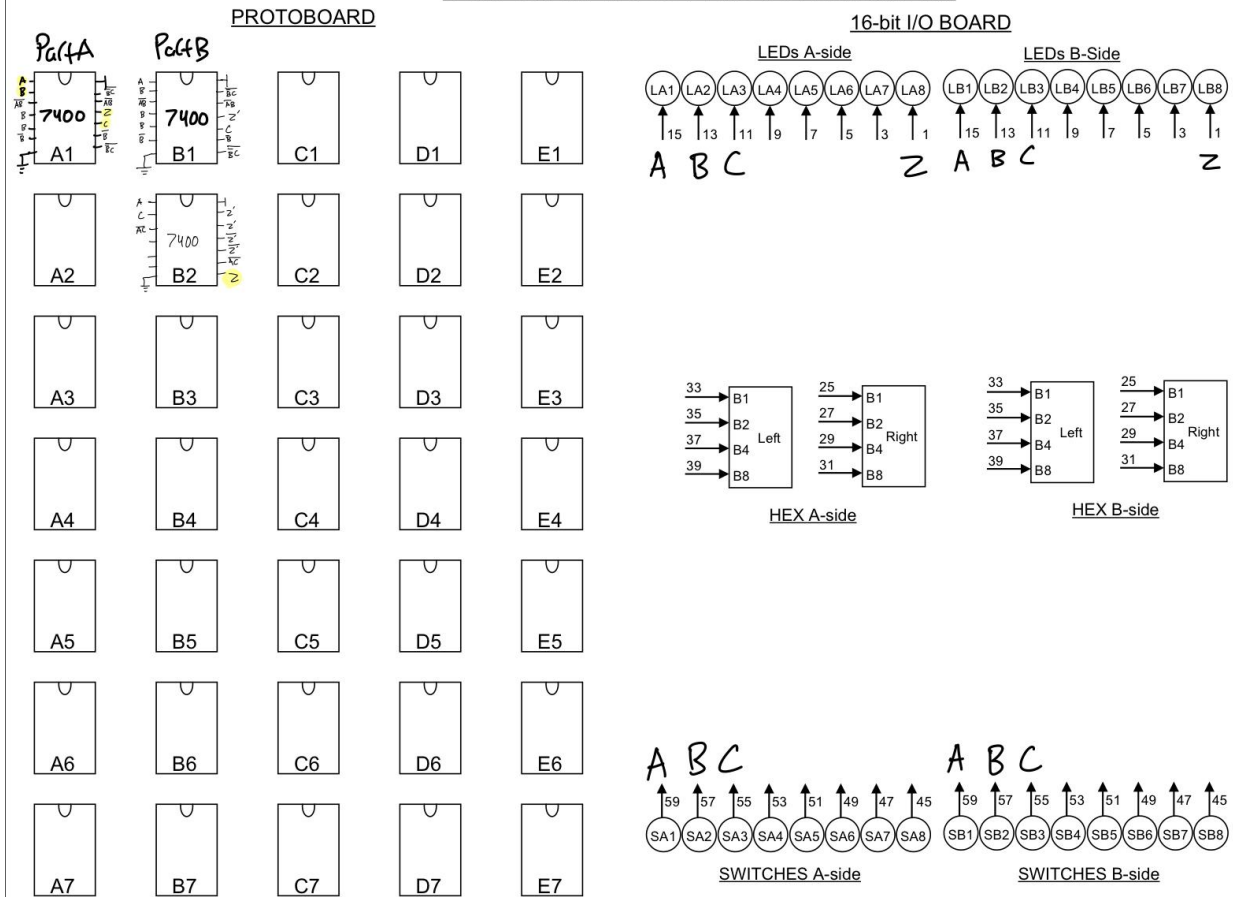 PROTOBOARD
Part A
Part B
A
B
A̅B̅
B
B
B̅
7400
A1
B̅C̅
A̅B̅
Z
C
B̅
B̅C̅
A
B
A̅B̅
B
B
B̅
7400
B1
B̅C̅
A̅B̅
Z'
C
B̅
B̅C̅
C1
D1
E1
A2
A
C
A̅C̅
7400
B2
Z'
Z'
Z̅'̅
Z̅'̅
A̅C̅
Z
C2
D2
E2
A3
B3
C3
D3
E3
A4
B4
C4
D4
E4
A5
B5
C5
D5
E5
A6
B6
C6
D6
E6
A7
B7
C7
D7
E7
16-bit I/O BOARD
LEDs A-side
LA1 LA2 LA3 LA4 LA5 LA6 LA7 LA8
15 13 11 9 7 5 3 1
A B C Z
LEDs B-Side
LB1 LB2 LB3 LB4 LB5 LB6 LB7 LB8
15 13 11 9 7 5 3 1
A B C Z
33 B1
35 B2
37 B4
39 B8
Left
25 B1
27 B2
29 B4
31 B8
Right
HEX A-side
33 B1
35 B2
37 B4
39 B8
Left
25 B1
27 B2
29 B4
31 B8
Right
HEX B-side
A B C
59 57 55 53 51 49 47 45
SA1 SA2 SA3 SA4 SA5 SA6 SA7 SA8
SWITCHES A-side
A B C
59 57 55 53 51 49 47 45
SB1 SB2 SB3 SB4 SB5 SB6 SB7 SB8
SWITCHES B-side